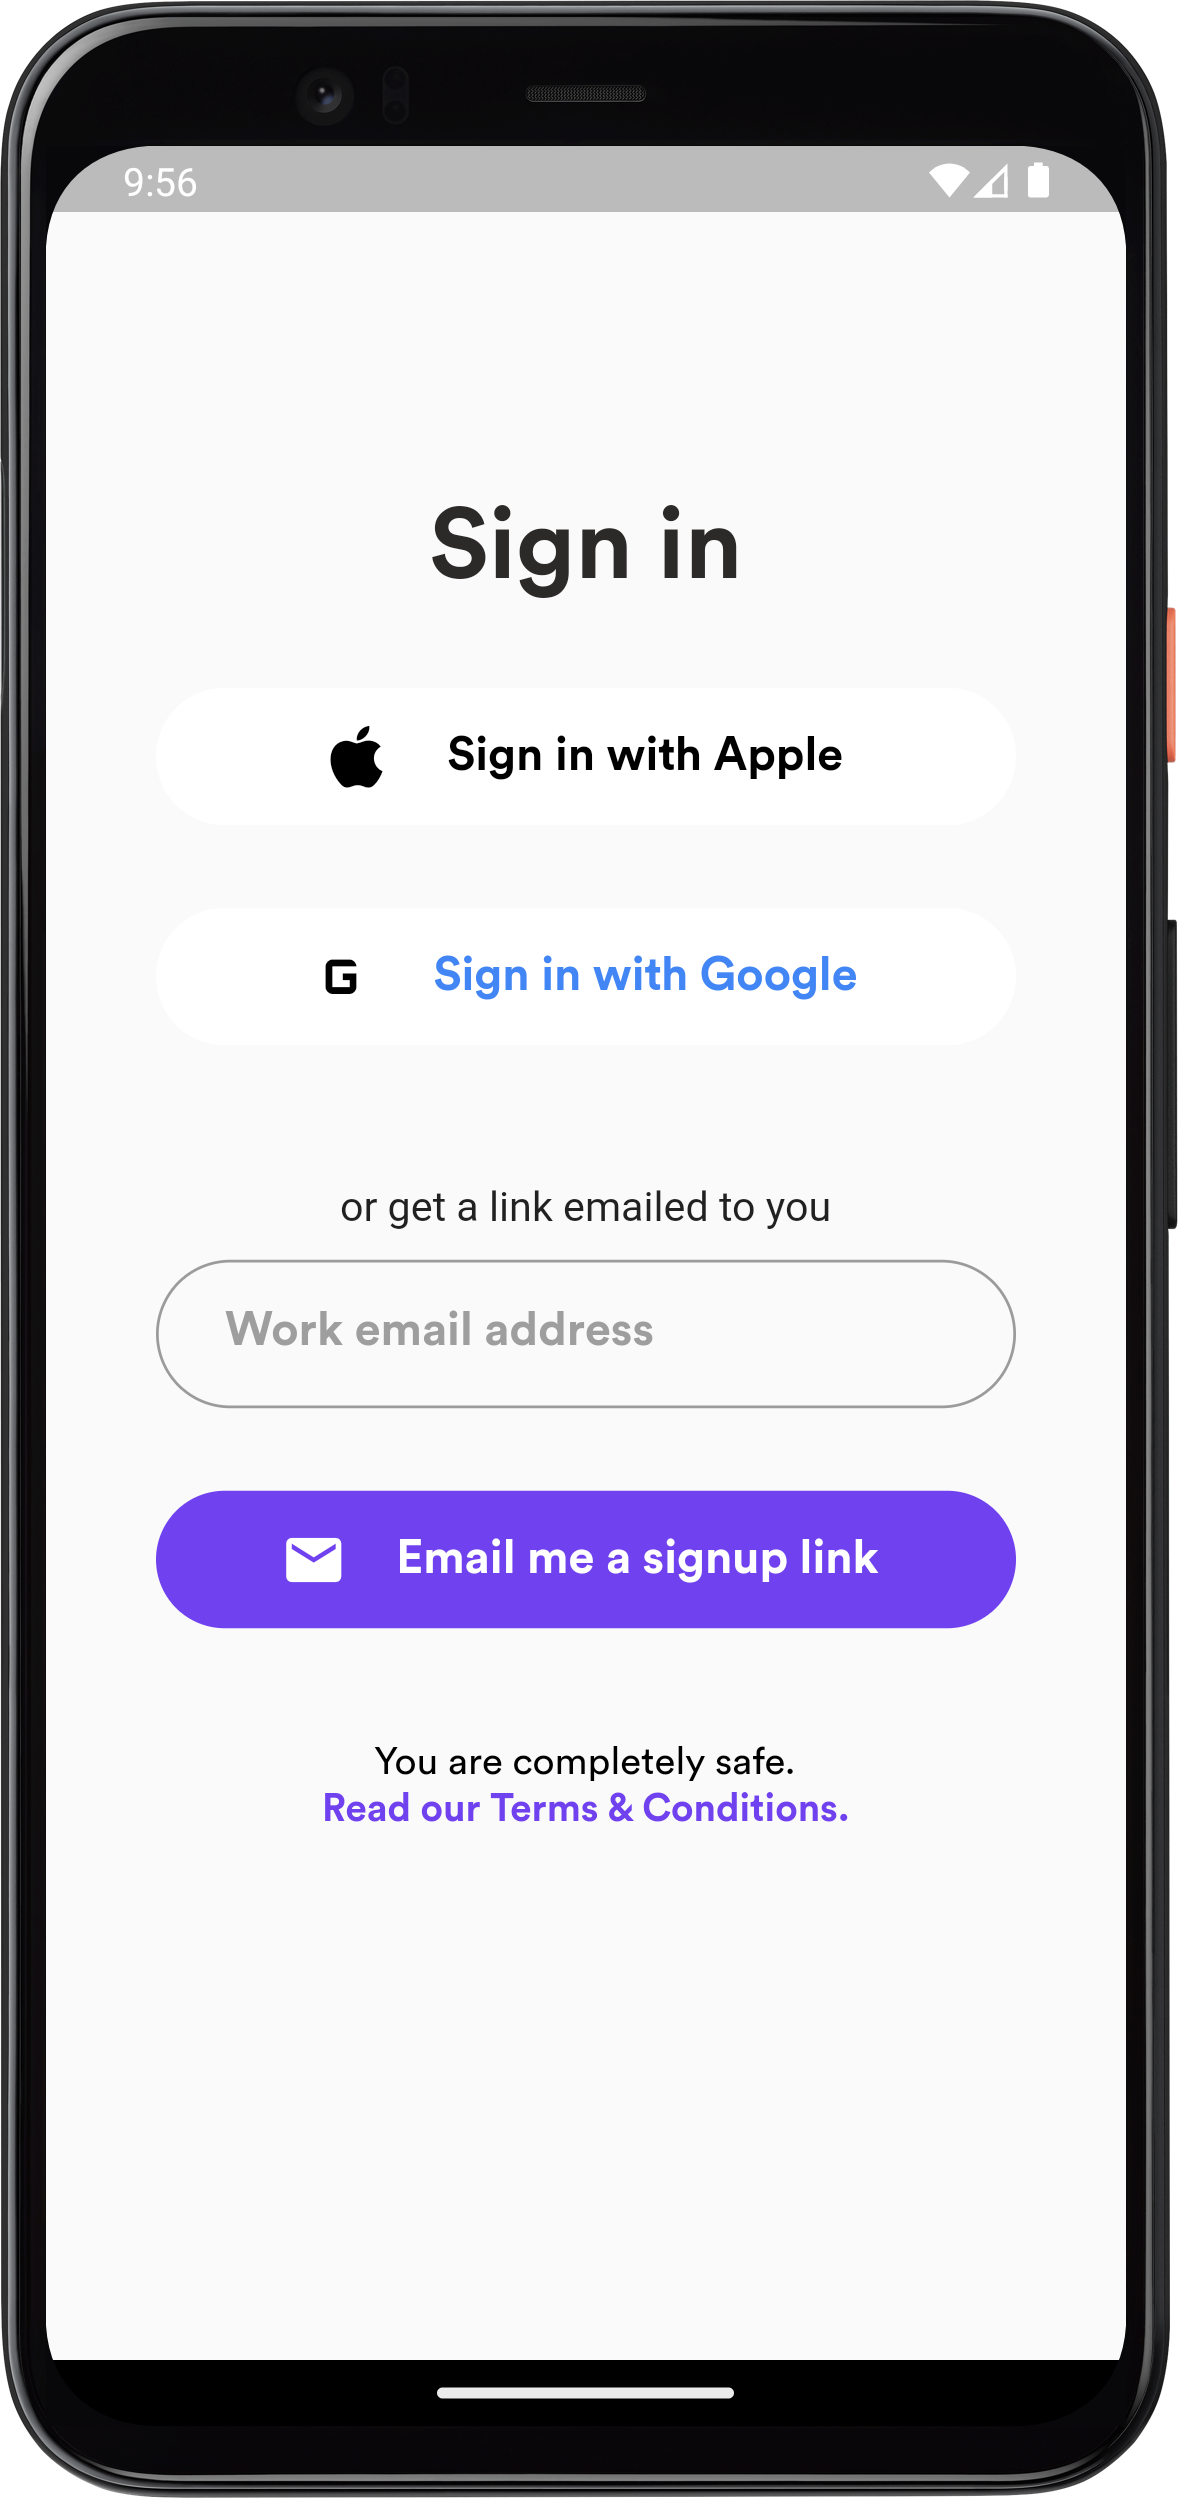 9:56
Sign in
Sign in with Apple
G Sign in with Google
or get a link emailed to you
Work email address
Email me a signup link
You are completely safe.
Read our Terms & Conditions.